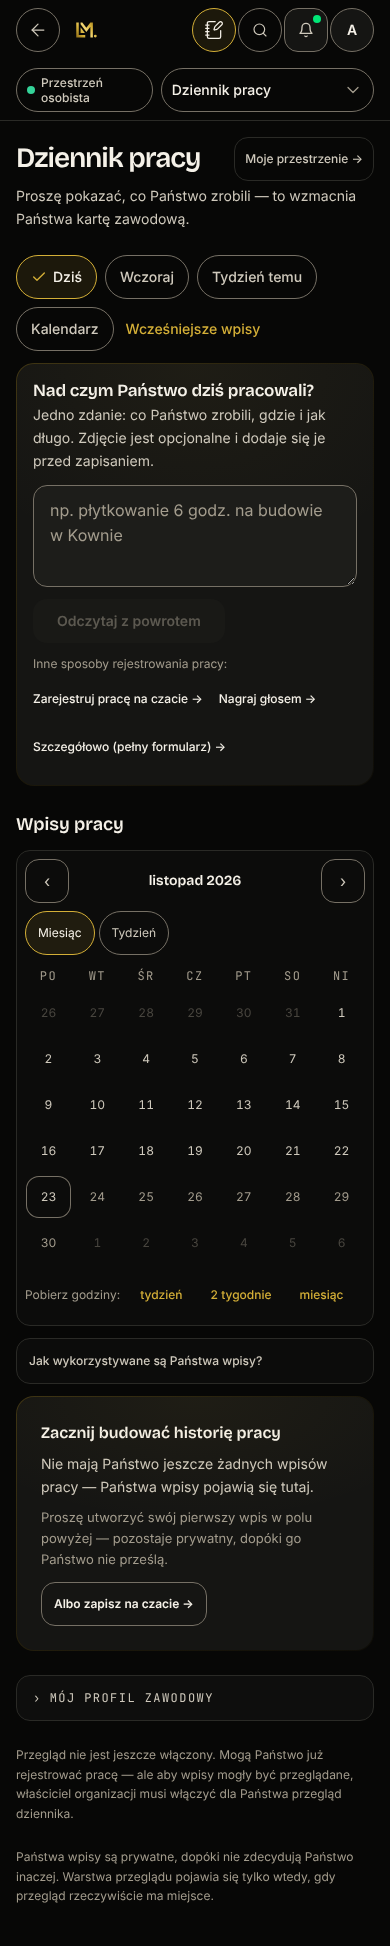 LM.
A
Przestrzeń
osobista
Dziennik pracy
Dziennik pracy
Moje przestrzenie →
Proszę pokazać, co Państwo zrobili — to wzmacnia
Państwa kartę zawodową.
Dziś
Wczoraj
Tydzień temu
Kalendarz
Wcześniejsze wpisy
Nad czym Państwo dziś pracowali?
Jedno zdanie: co Państwo zrobili, gdzie i jak
długo. Zdjęcie jest opcjonalne i dodaje się je
przed zapisaniem.
np. płytkowanie 6 godz. na budowie
w Kownie
Odczytaj z powrotem
Inne sposoby rejestrowania pracy:
Zarejestruj pracę na czacie → Nagraj głosem →
Szczegółowo (pełny formularz) →
Wpisy pracy
‹ listopad 2026 ›
Miesiąc
Tydzień
PO WT ŚR CZ PT SO NI
26 27 28 29 30 31 1
2 3 4 5 6 7 8
9 10 11 12 13 14 15
16 17 18 19 20 21 22
23 24 25 26 27 28 29
30 1 2 3 4 5 6
Pobierz godziny: tydzień 2 tygodnie miesiąc
Jak wykorzystywane są Państwa wpisy?
Zacznij budować historię pracy
Nie mają Państwo jeszcze żadnych wpisów
pracy — Państwa wpisy pojawią się tutaj.
Proszę utworzyć swój pierwszy wpis w polu
powyżej — pozostaje prywatny, dopóki go
Państwo nie prześlą.
Albo zapisz na czacie →
› MÓJ PROFIL ZAWODOWY
Przegląd nie jest jeszcze włączony. Mogą Państwo już
rejestrować pracę — ale aby wpisy mogły być przeglądane,
właściciel organizacji musi włączyć dla Państwa przegląd
dziennika.
Państwa wpisy są prywatne, dopóki nie zdecydują Państwo
inaczej. Warstwa przeglądu pojawia się tylko wtedy, gdy
przegląd rzeczywiście ma miejsce.